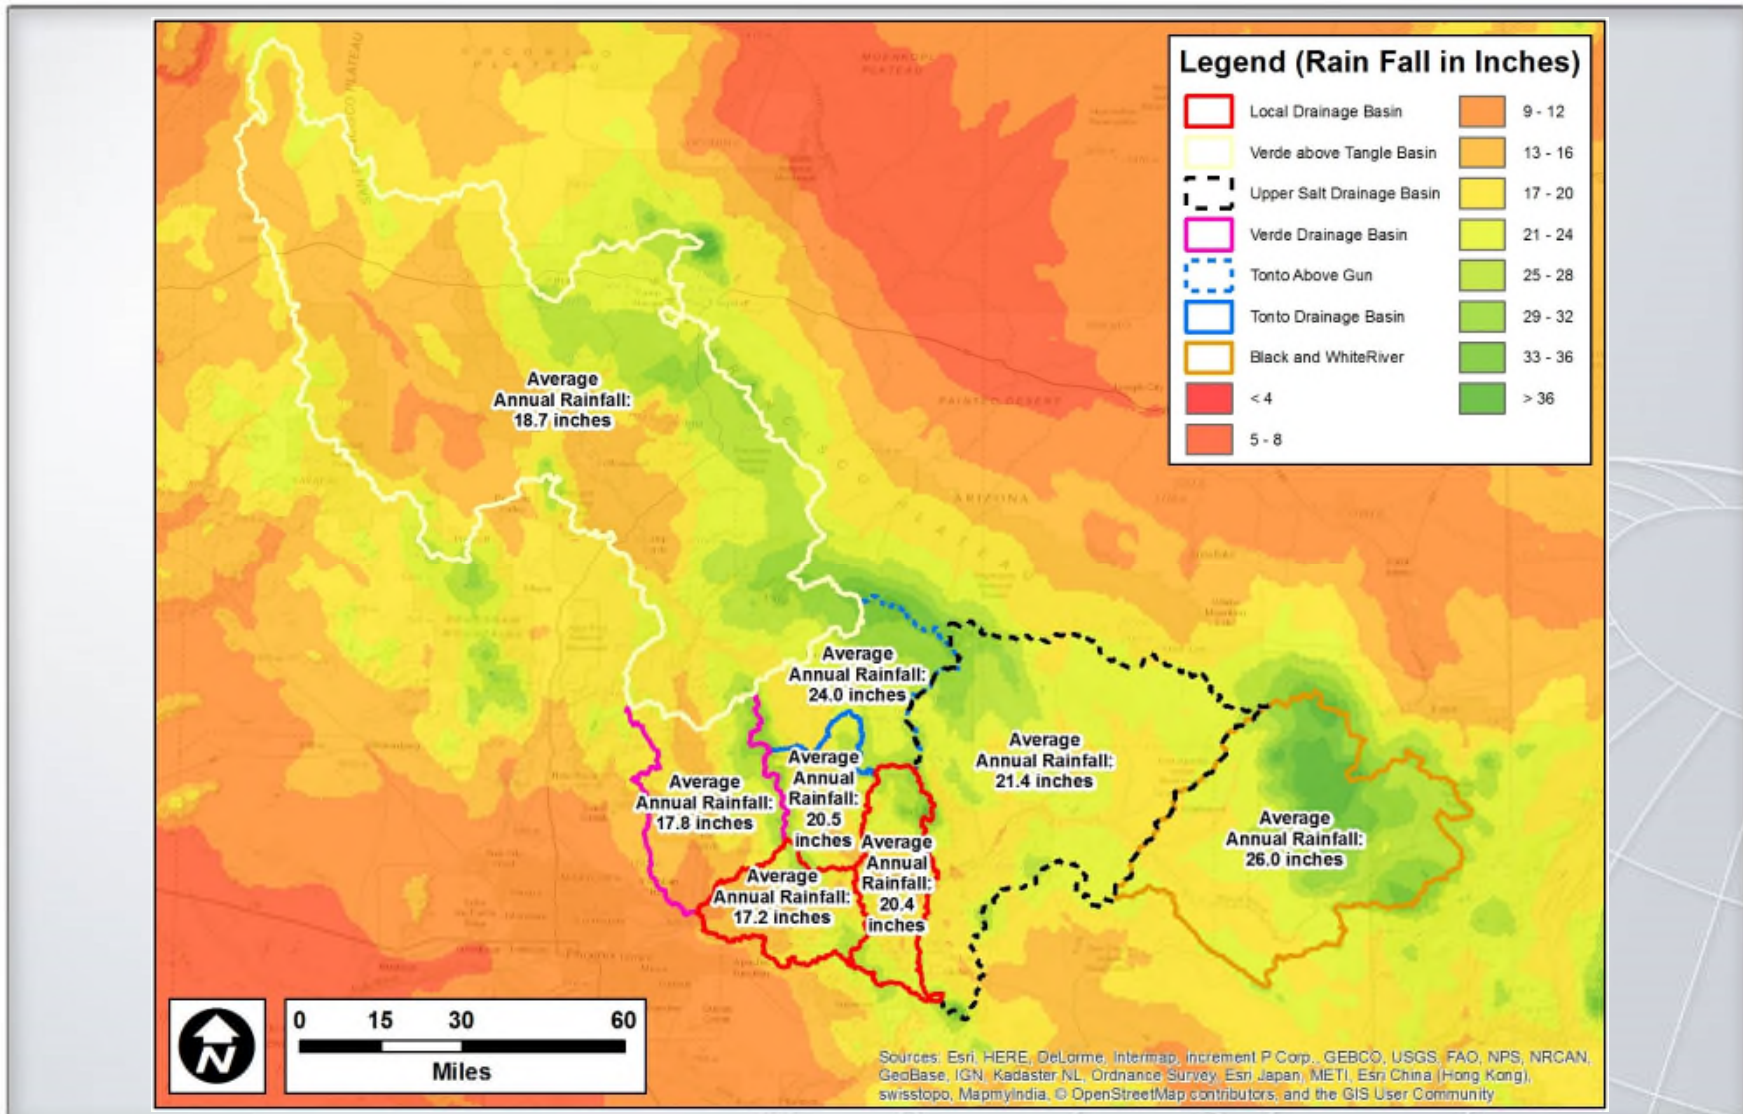 Legend (Rain Fall in Inches)
Local Drainage Basin
Verde above Tangle Basin
Upper Salt Drainage Basin
Verde Drainage Basin
Tonto Above Gun
Tonto Drainage Basin
Black and WhiteRiver
< 4
5 - 8
9 - 12
13 - 16
17 - 20
21 - 24
25 - 28
29 - 32
33 - 36
> 36
PLATEAU
MOENKOPI
PLATEAU
PAINTED DESERT
ARIZONA
Average
Annual Rainfall:
18.7 inches
Average
Annual Rainfall:
24.0 inches
Average
Annual Rainfall:
21.4 inches
Average
Annual Rainfall:
17.8 inches
Average
Annual
Rainfall:
20.5
inches
Average
Annual Rainfall:
26.0 inches
Average
Annual
Rainfall:
20.4
inches
Average
Annual Rainfall:
17.2 inches
N
0 15 30 60
Miles
Sources: Esri, HERE, DeLorme, Intermap, increment P Corp., GEBCO, USGS, FAO, NPS, NRCAN,
GeoBase, IGN, Kadaster NL, Ordnance Survey, Esri Japan, METI, Esri China (Hong Kong),
swisstopo, MapmyIndia, © OpenStreetMap contributors, and the GIS User Community